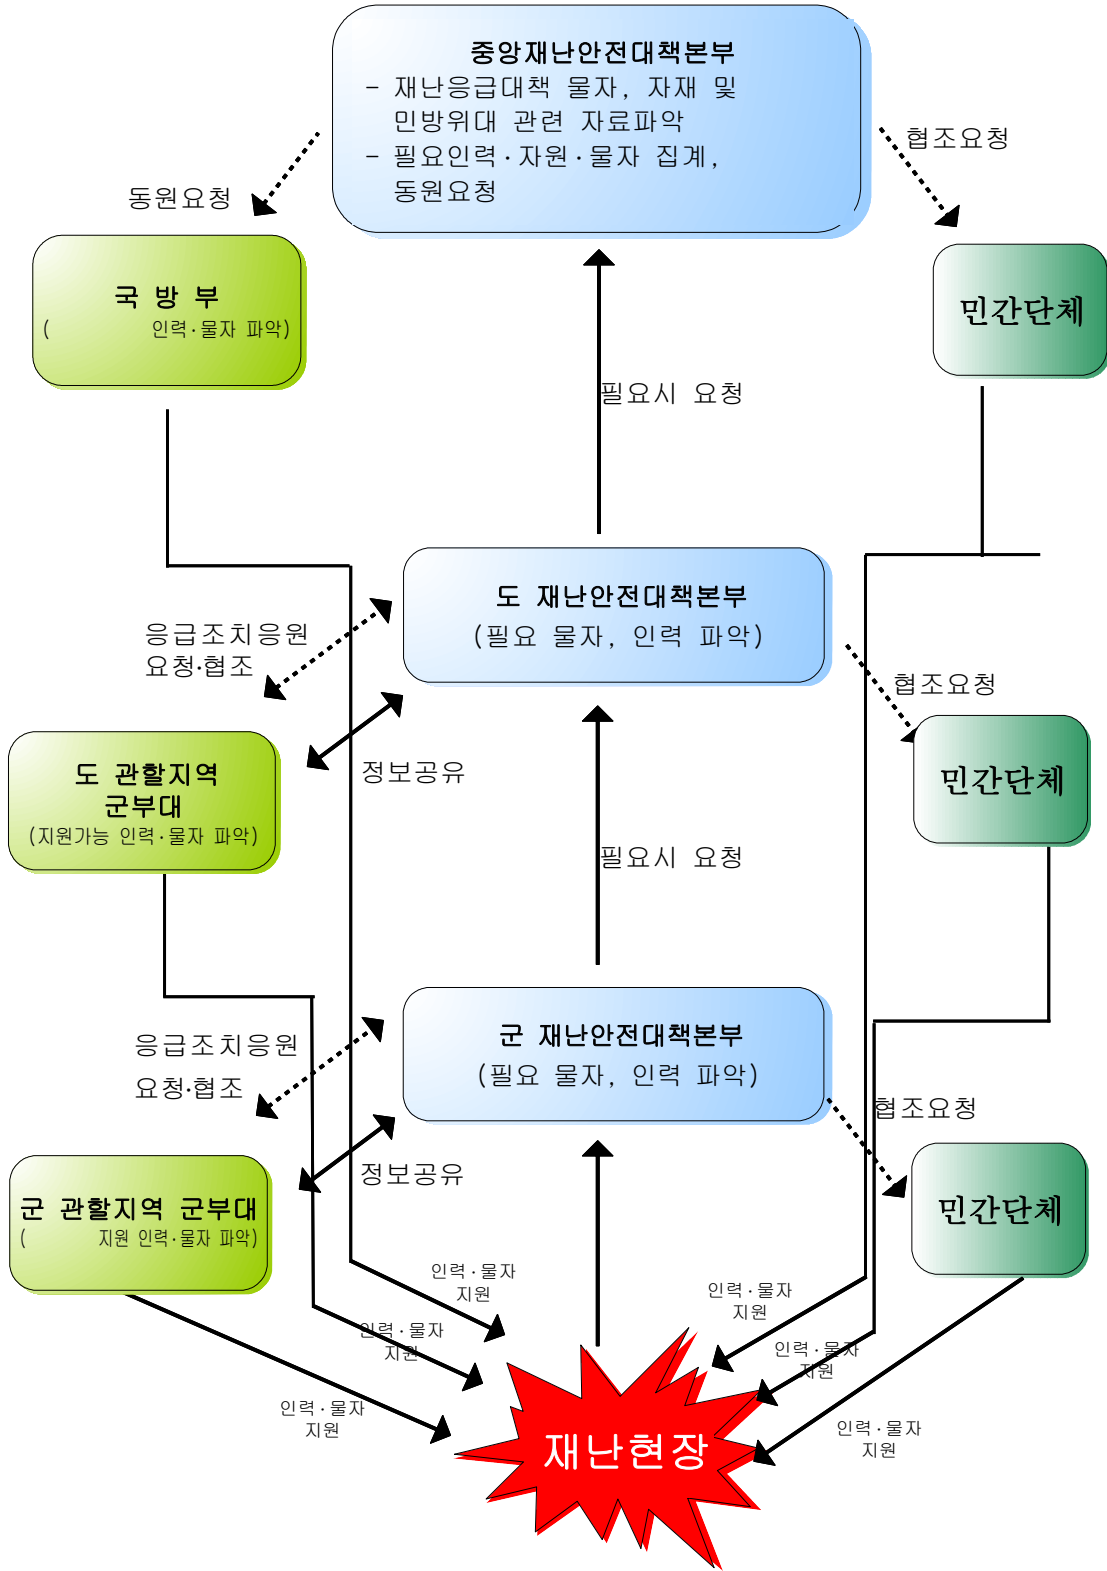 중앙재난안전대책본부
- 재난응급대책 물자, 자재 및
민방위대 관련 자료파악
- 필요인력·자원·물자 집계,
동원요청
협조요청
동원요청
국 방 부
( 인력·물자 파악)
민간단체
필요시 요청
도 재난안전대책본부
(필요 물자, 인력 파악)
응급조치응원
요청·협조
협조요청
정보공유
도 관할지역
군부대
(지원가능 인력·물자 파악)
민간단체
필요시 요청
군 재난안전대책본부
(필요 물자, 인력 파악)
응급조치응원
요청·협조
협조요청
정보공유
군 관할지역 군부대
( 지원 인력·물자 파악)
민간단체
인력·물자
지원
인력·물자
지원
인력·물자
지원
인력·물자
지원
인력·물자
지원
인력·물자
지원
재난현장